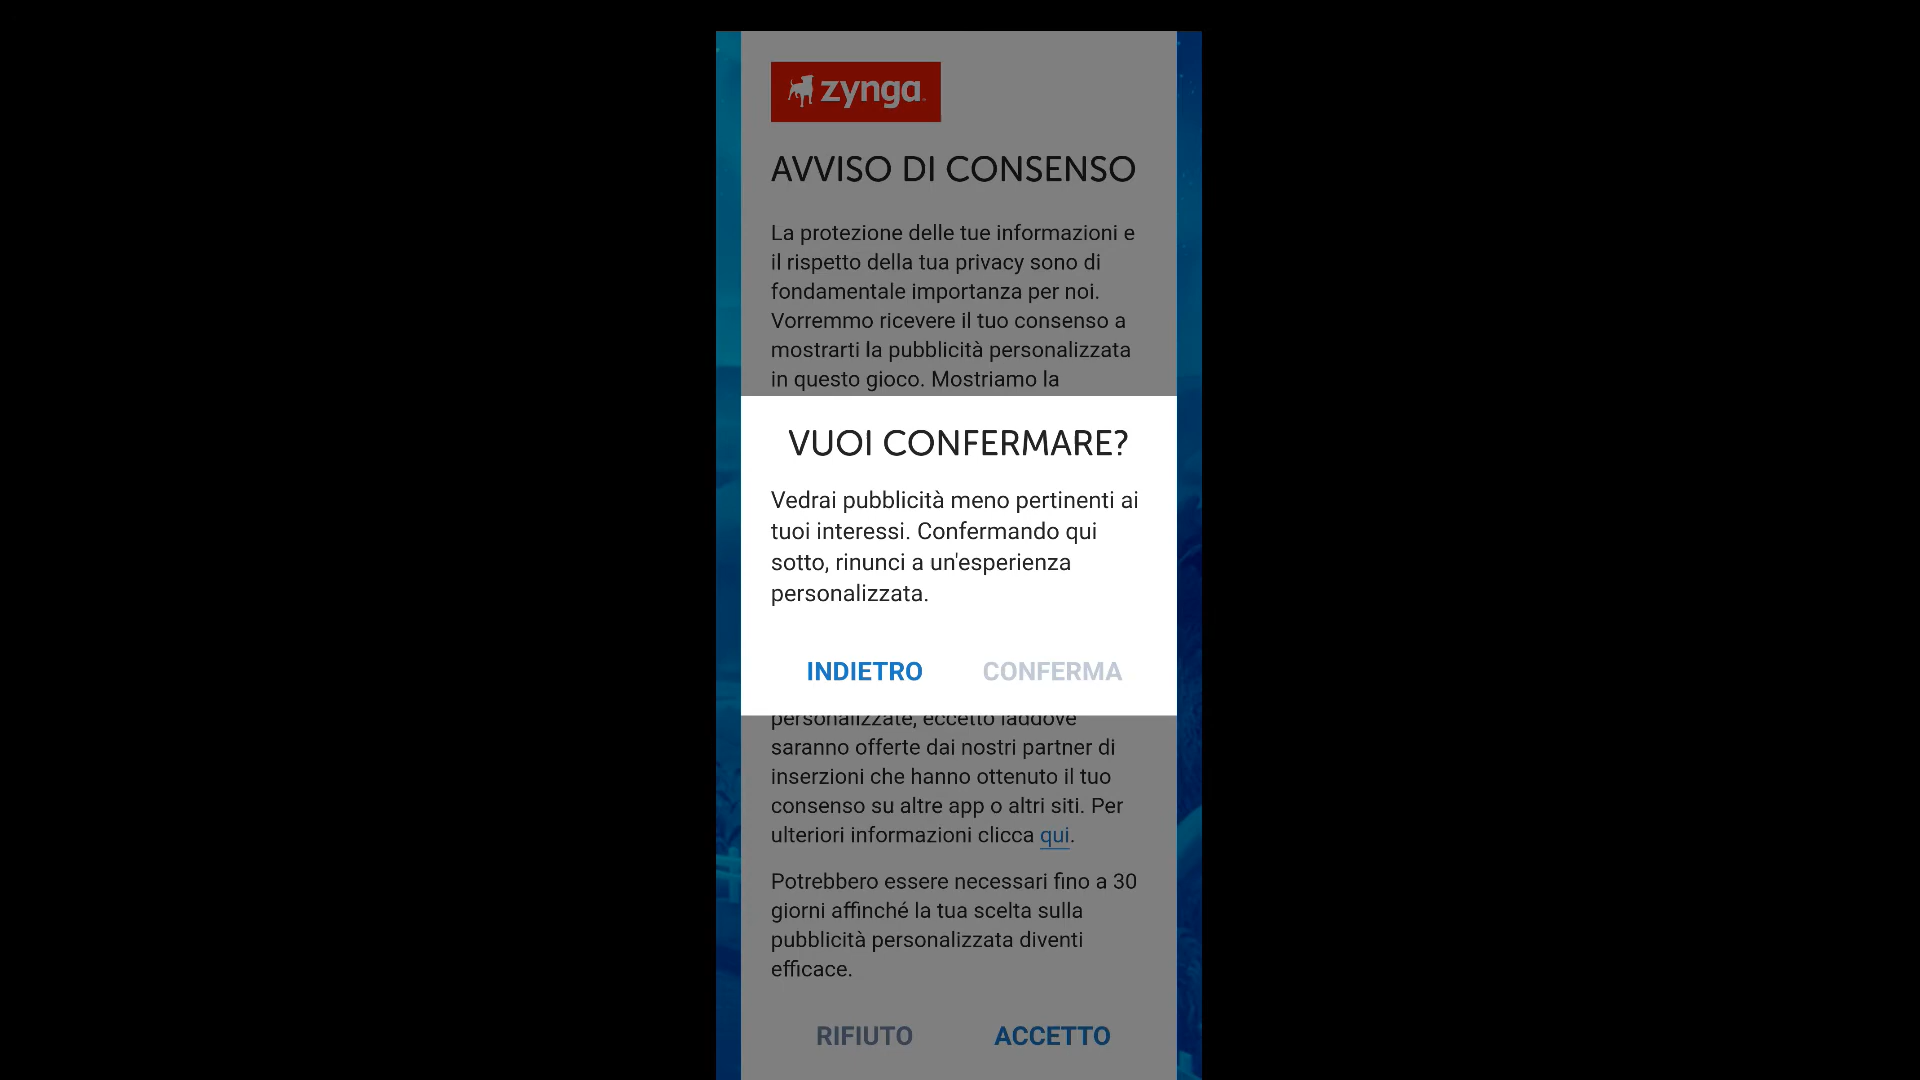 zynga
AVVISO DI CONSENSO
La protezione delle tue informazioni e
il rispetto della tua privacy sono di
fondamentale importanza per noi.
Vorremmo ricevere il tuo consenso a
mostrarti la pubblicità personalizzata
in questo gioco. Mostriamo la
VUOI CONFERMARE?
Vedrai pubblicità meno pertinenti ai
tuoi interessi. Confermando qui
sotto, rinunci a un'esperienza
personalizzata.
INDIETRO CONFERMA
personalizzate, eccetto laddove
saranno offerte dai nostri partner di
inserzioni che hanno ottenuto il tuo
consenso su altre app o altri siti. Per
ulteriori informazioni clicca qui.
Potrebbero essere necessari fino a 30
giorni affinché la tua scelta sulla
pubblicità personalizzata diventi
efficace.
RIFIUTO ACCETTO